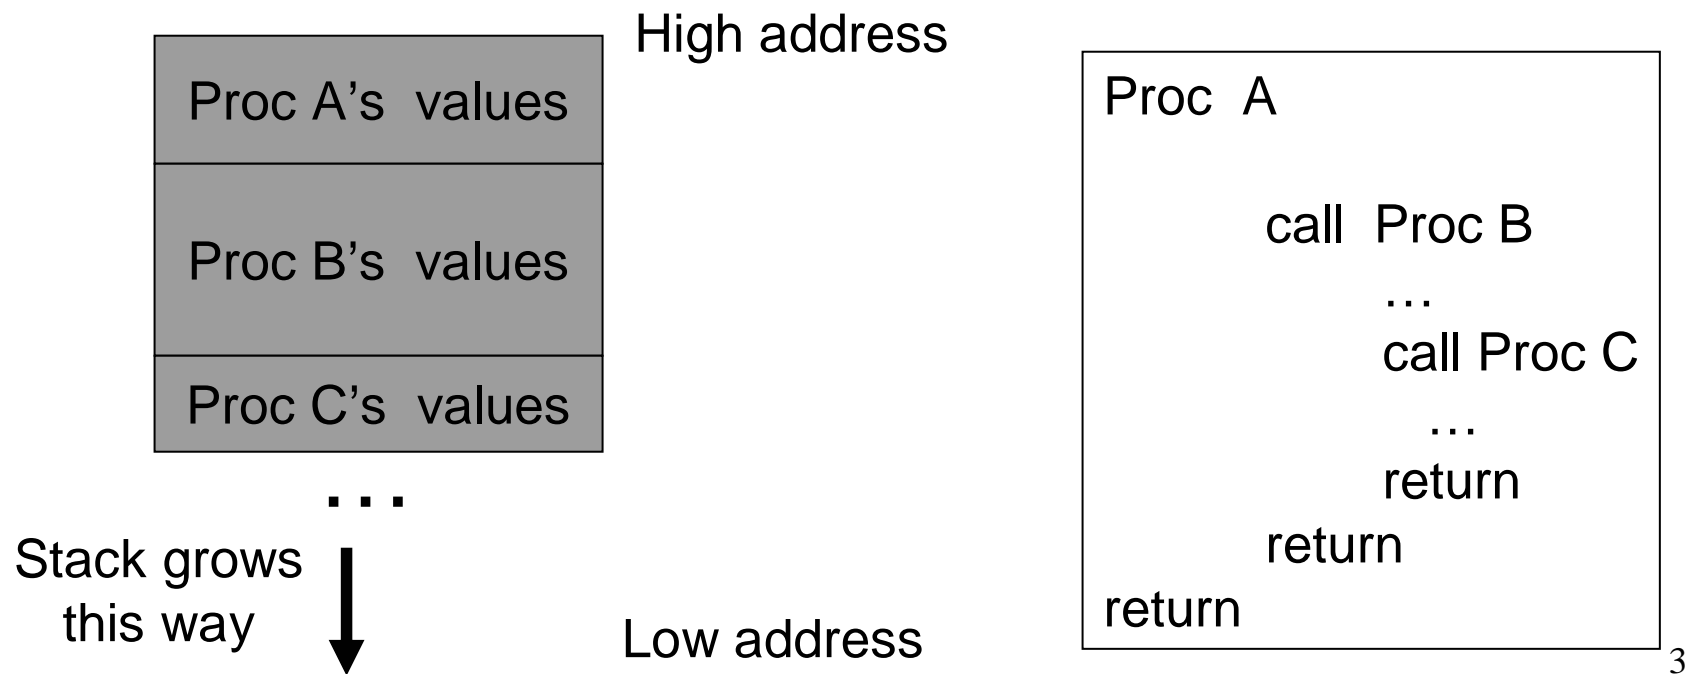 High address
Proc A’s values
Proc B’s values
Proc C’s values
…
Stack grows
this way
Low address
Proc A
call Proc B
…
call Proc C
…
return
return
return
3